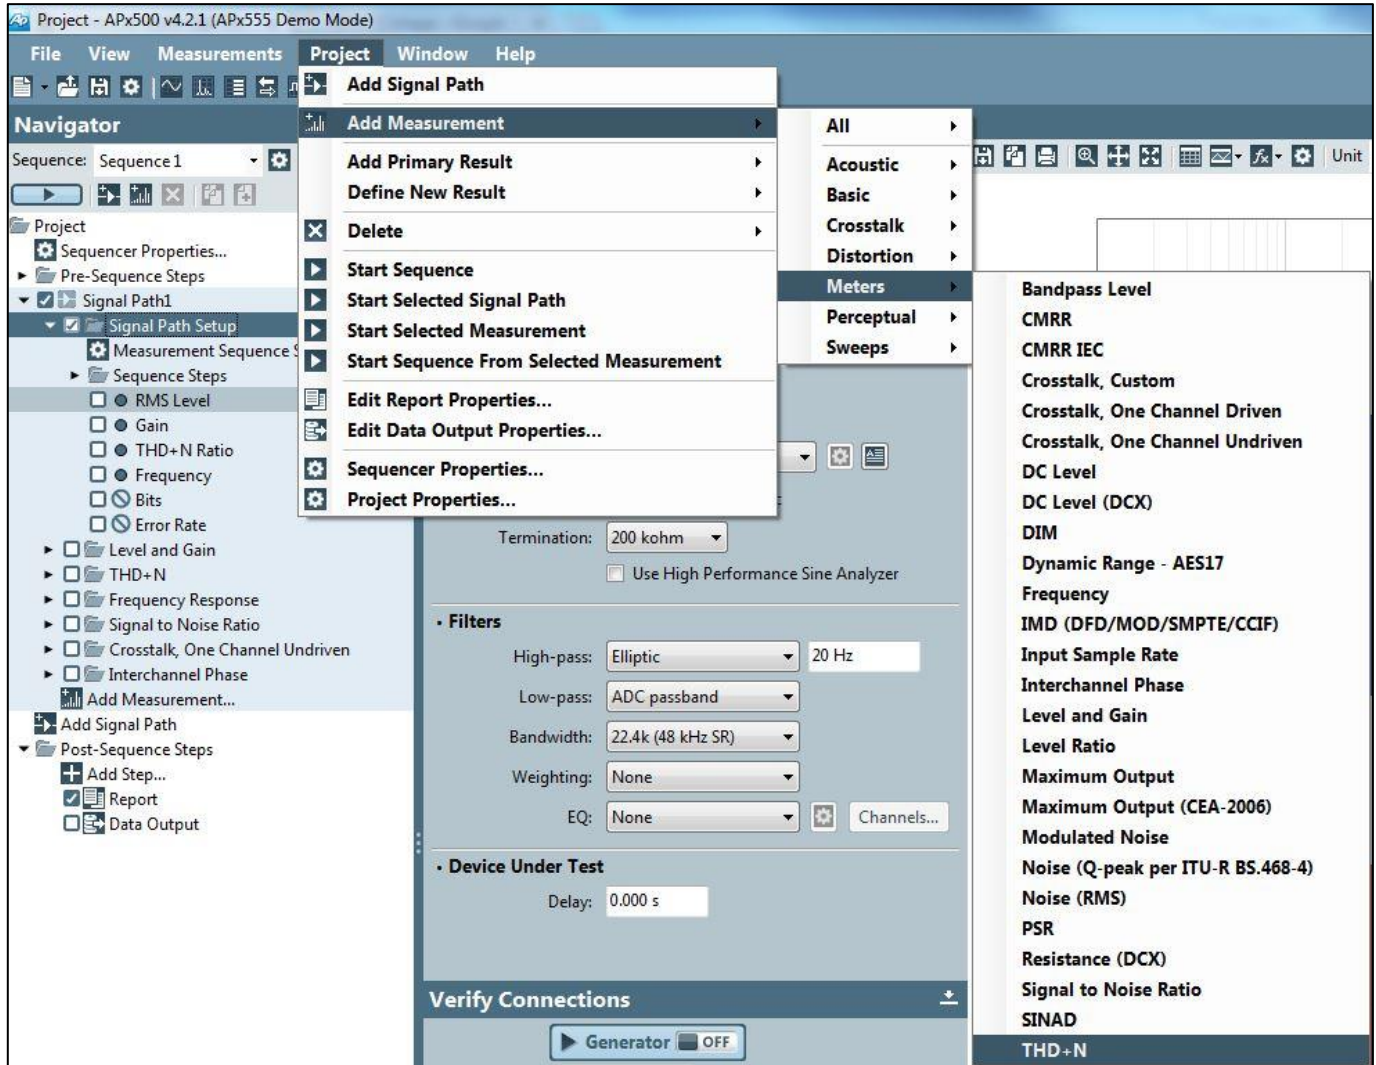 Project - APx500 v4.2.1 (APx555 Demo Mode)
File View Measurements Project Window Help
Navigator
Sequence: Sequence 1
Project
Sequencer Properties...
Pre-Sequence Steps
Signal Path1
Signal Path Setup
Measurement Sequence S
Sequence Steps
RMS Level
Gain
THD+N Ratio
Frequency
Bits
Error Rate
Level and Gain
THD+N
Frequency Response
Signal to Noise Ratio
Crosstalk, One Channel Undriven
Interchannel Phase
Add Measurement...
Add Signal Path
Post-Sequence Steps
Add Step...
Report
Data Output
Add Signal Path
Add Measurement
Add Primary Result
Define New Result
Delete
Start Sequence
Start Selected Signal Path
Start Selected Measurement
Start Sequence From Selected Measurement
Edit Report Properties...
Edit Data Output Properties...
Sequencer Properties...
Project Properties...
All
Acoustic
Basic
Crosstalk
Distortion
Meters
Perceptual
Sweeps
Unit
Bandpass Level
CMRR
CMRR IEC
Crosstalk, Custom
Crosstalk, One Channel Driven
Crosstalk, One Channel Undriven
DC Level
DC Level (DCX)
DIM
Dynamic Range - AES17
Frequency
IMD (DFD/MOD/SMPTE/CCIF)
Input Sample Rate
Interchannel Phase
Level and Gain
Level Ratio
Maximum Output
Maximum Output (CEA-2006)
Modulated Noise
Noise (Q-peak per ITU-R BS.468-4)
Noise (RMS)
PSR
Resistance (DCX)
Signal to Noise Ratio
SINAD
THD+N
Termination: 200 kohm
Use High Performance Sine Analyzer
Filters
High-pass: Elliptic 20 Hz
Low-pass: ADC passband
Bandwidth: 22.4k (48 kHz SR)
Weighting: None
EQ: None Channels...
Device Under Test
Delay: 0.000 s
Verify Connections
Generator OFF